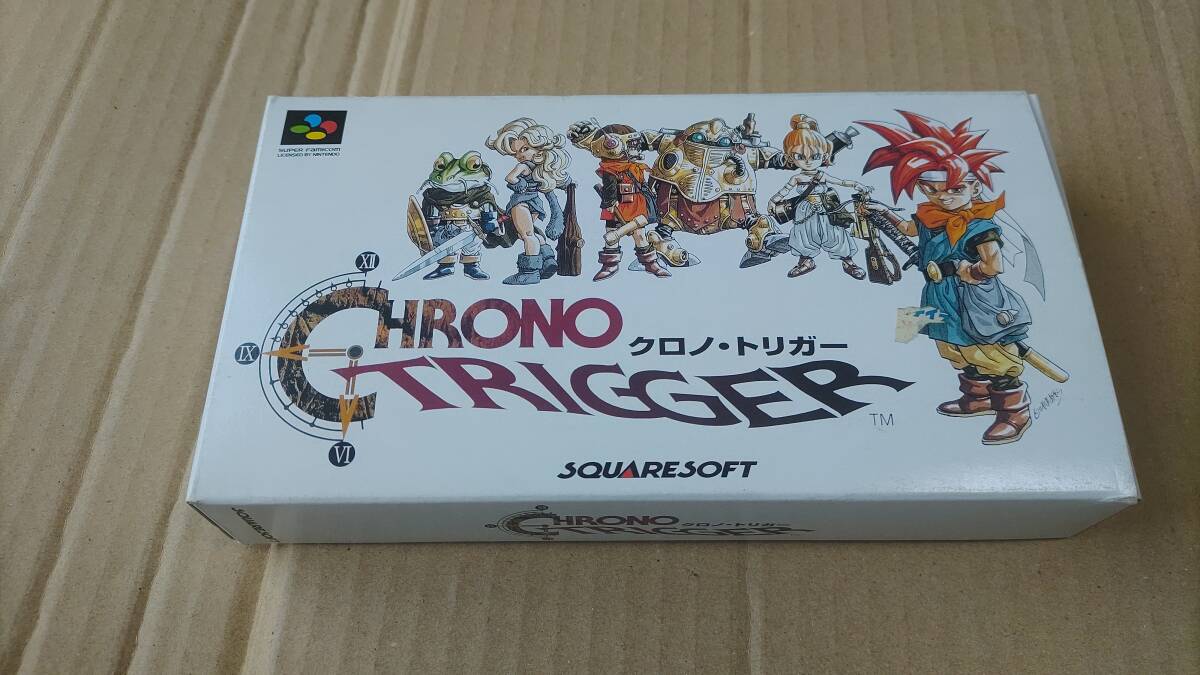 SUPER FAMICOM
LICENSED BY NINTENDO
XII
IX
VI
CHRONO
クロノ・トリガー
TRIGGER
TM
SQUARESOFT
SQUARESOFT
CHRONO
クロノ・トリガー
TRIGGER